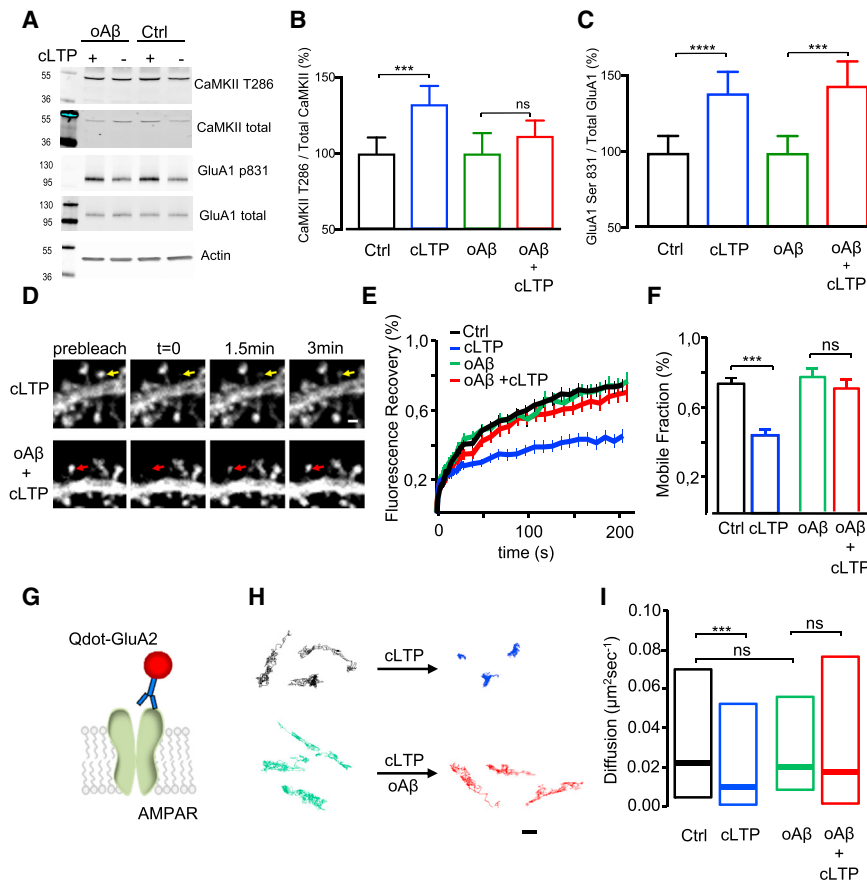 A
oAβ Ctrl
cLTP + - + -
55
36
CaMKII T286
55
36
CaMKII total
130
95
GluA1 p831
130
95
GluA1 total
55
36
Actin
B
CaMKII T286 / Total CaMKII (%)
150
100
50
***
ns
Ctrl cLTP oAβ oAβ
+
cLTP
C
GluA1 Ser 831 / Total GluA1 (%)
150
100
50
****
***
Ctrl cLTP oAβ oAβ
+
cLTP
D
prebleach t=0 1.5min 3min
cLTP
oAβ
+
cLTP
E
Fluorescence Recovery (%)
1,0
0,6
0,2
Ctrl
cLTP
oAβ
oAβ +cLTP
0 100 200
time (s)
F
Mobile Fraction (%)
1,0
0,6
0,2
***
ns
Ctrl cLTP oAβ oAβ
+
cLTP
G
Qdot-GluA2
AMPAR
H
cLTP
cLTP
oAβ
I
Diffusion (µm²sec⁻¹)
0.10
0.08
0.06
0.04
0.02
0.00
***
ns
ns
Ctrl cLTP oAβ oAβ
+
cLTP